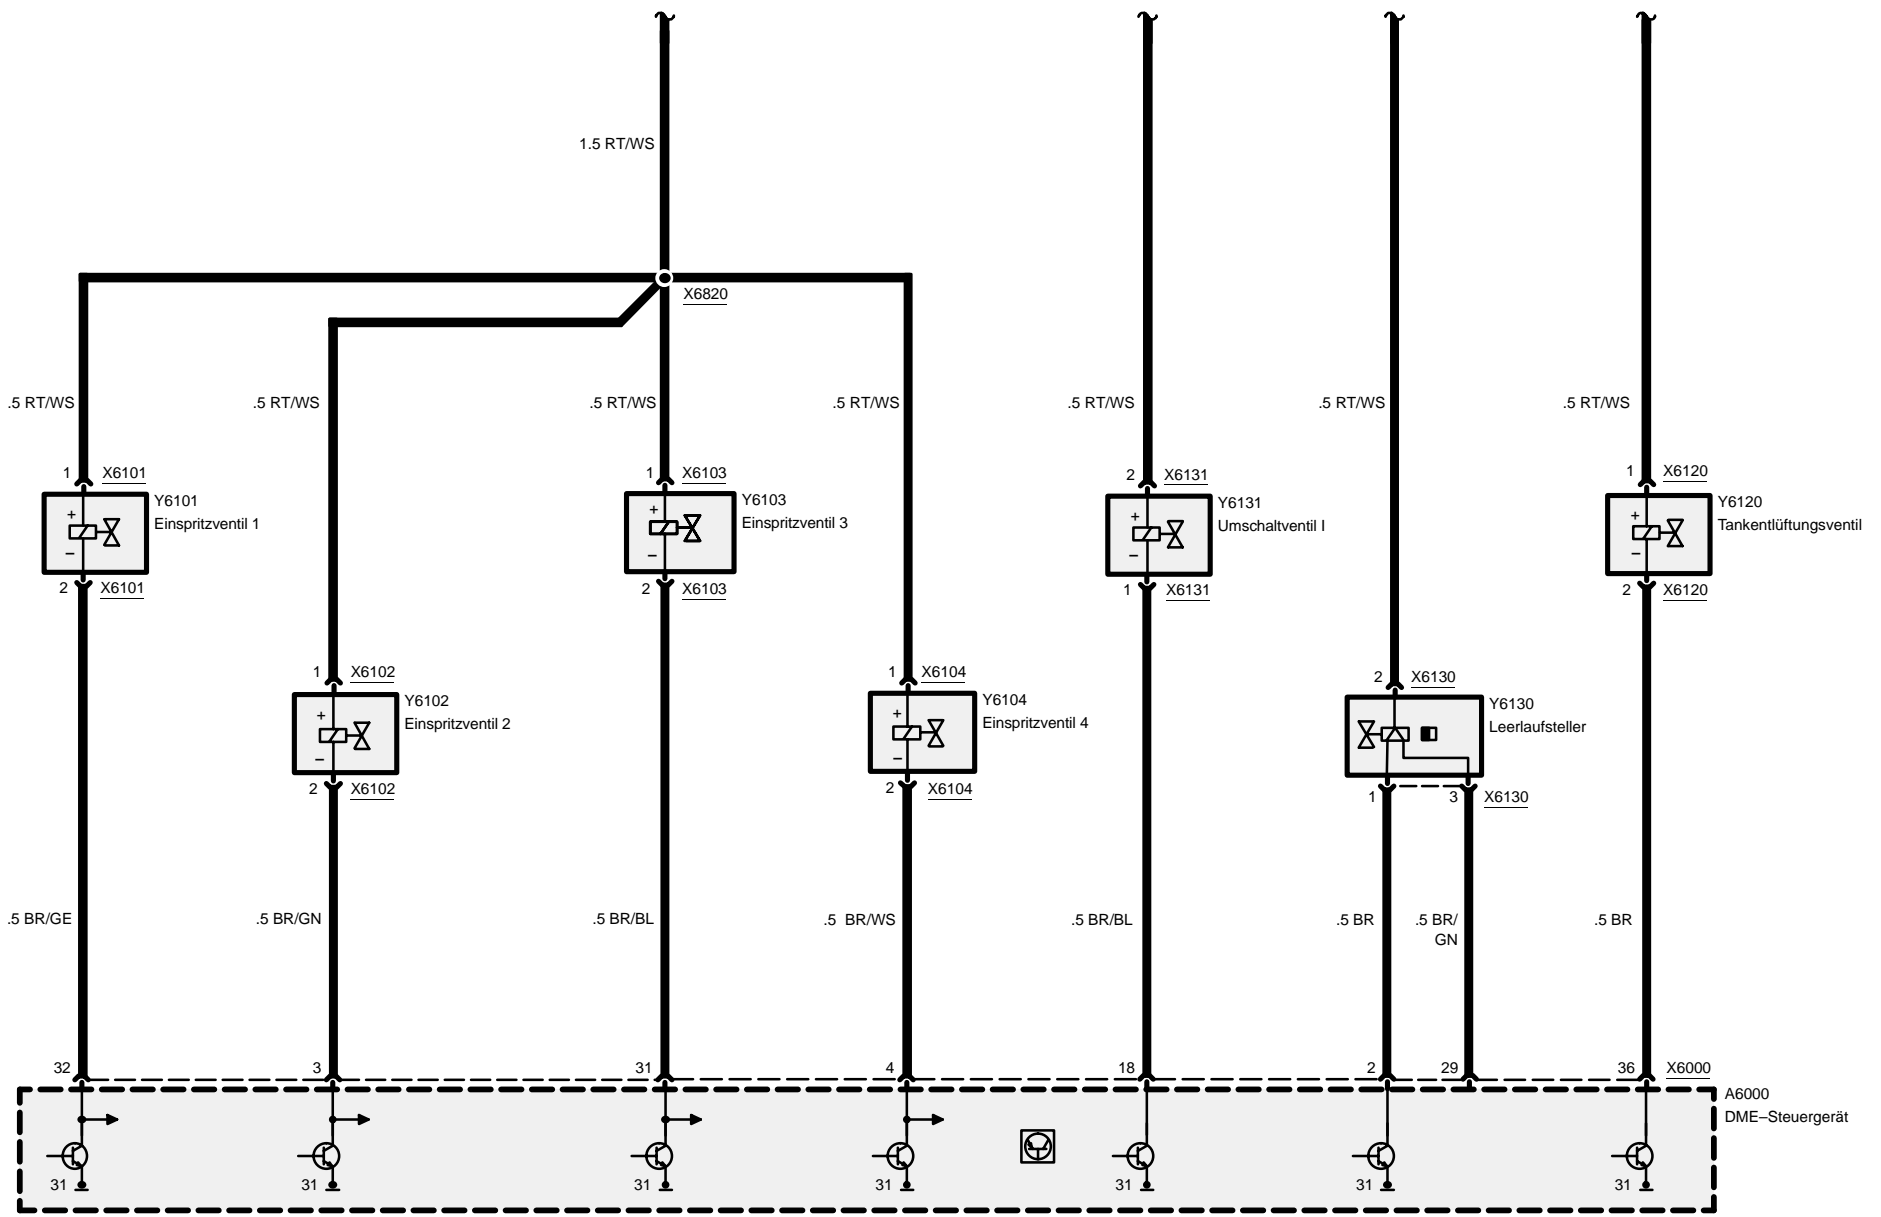 1.5 RT/WS
X6820
.5 RT/WS
.5 RT/WS
.5 RT/WS
.5 RT/WS
.5 RT/WS
.5 RT/WS
.5 RT/WS
1 X6101
Y6101
Einspritzventil 1
+
–
2 X6101
1 X6103
Y6103
Einspritzventil 3
+
–
2 X6103
2 X6131
Y6131
Umschaltventil I
+
–
1 X6131
1 X6120
Y6120
Tankentlüftungsventil
+
–
2 X6120
1 X6102
Y6102
Einspritzventil 2
+
–
2 X6102
1 X6104
Y6104
Einspritzventil 4
+
–
2 X6104
2 X6130
Y6130
Leerlaufsteller
1 3 X6130
.5 BR/GE
.5 BR/GN
.5 BR/BL
.5 BR/WS
.5 BR/BL
.5 BR
.5 BR/
GN
.5 BR
32 3 31 4 18 2 29 36 X6000
A6000
DME–Steuergerät
31 31 31 31 31 31 31